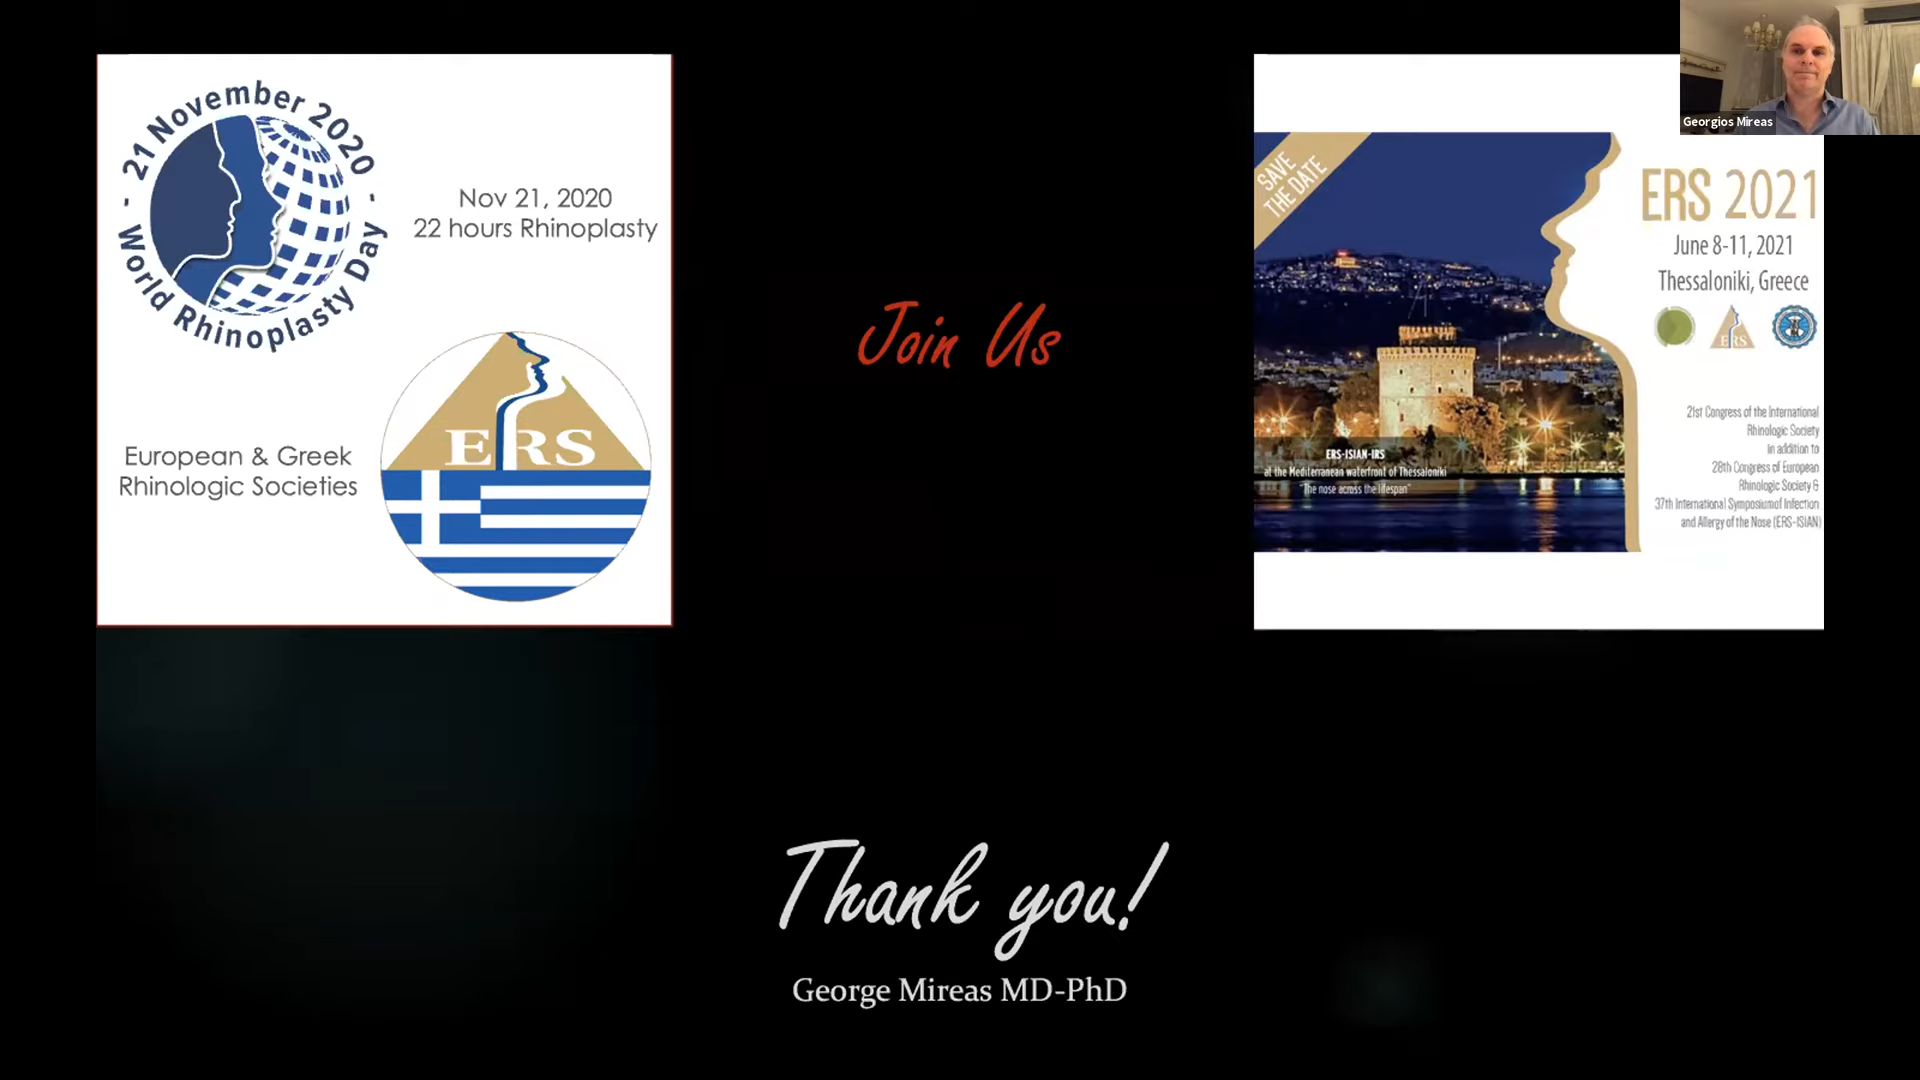 - 21 November 2020 -
World Rhinoplasty Day
Nov 21, 2020
22 hours Rhinoplasty
European & Greek
Rhinologic Societies
ERS
Join Us
SAVE
THE DATE
ERS-ISIAN-IRS
at the Mediterranean waterfront of Thessaloniki
"The nose across the lifespan"
ERS 2021
June 8-11, 2021
Thessaloniki, Greece
ERS
21st Congress of the International
Rhinologic Society
in addition to
28th Congress of European
Rhinologic Society &
37th International Symposium of Infection
and Allergy of the Nose (ERS-ISIAN)
Georgios Mireas
Thank you!
George Mireas MD-PhD